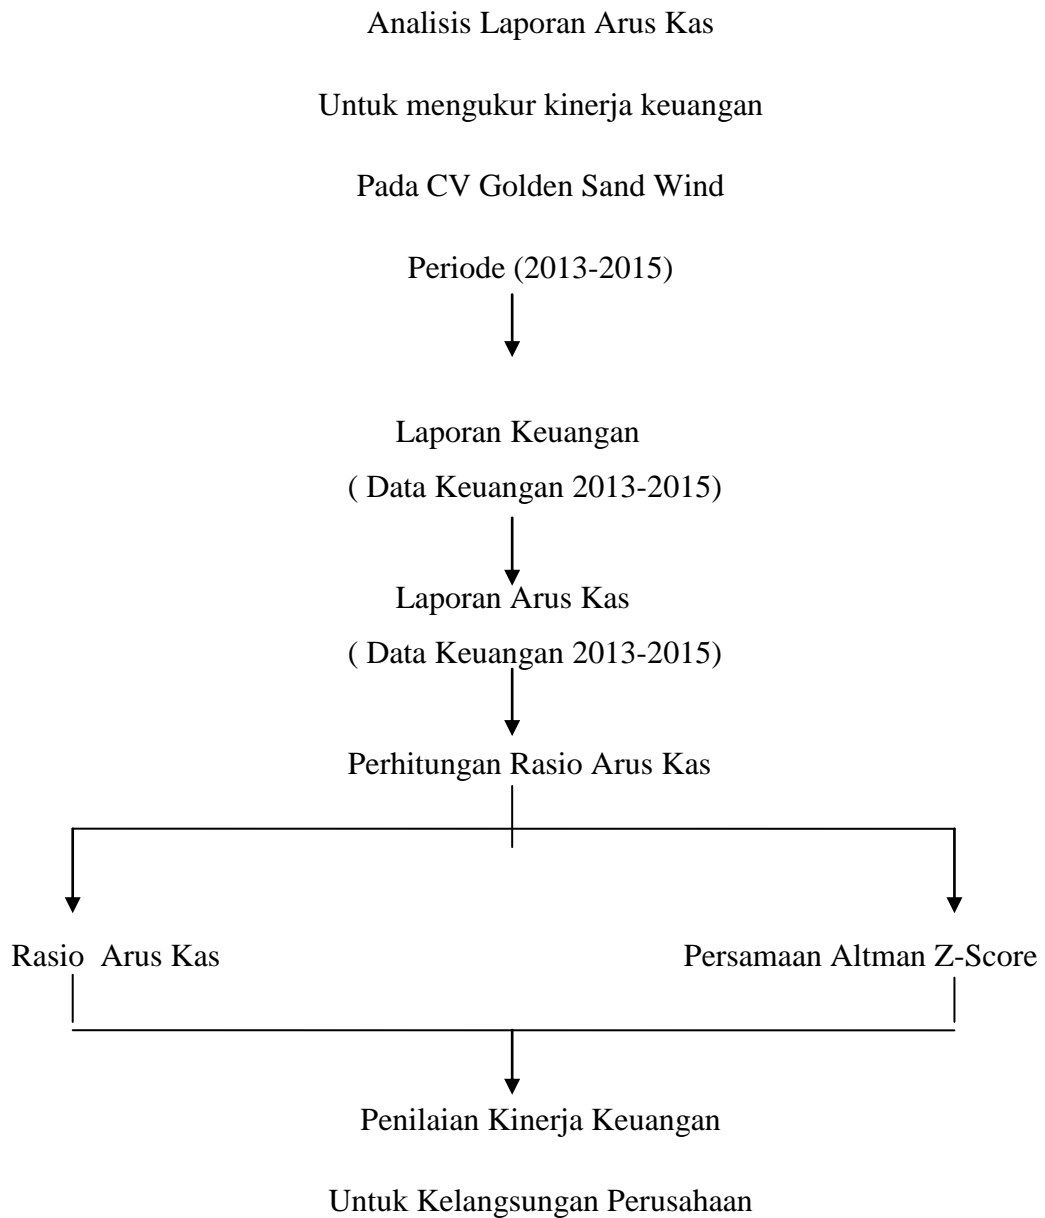 Analisis Laporan Arus Kas
Untuk mengukur kinerja keuangan
Pada CV Golden Sand Wind
Periode (2013-2015)
Laporan Keuangan
( Data Keuangan 2013-2015)
Laporan Arus Kas
( Data Keuangan 2013-2015)
Perhitungan Rasio Arus Kas
Rasio Arus Kas
Persamaan Altman Z-Score
Penilaian Kinerja Keuangan
Untuk Kelangsungan Perusahaan